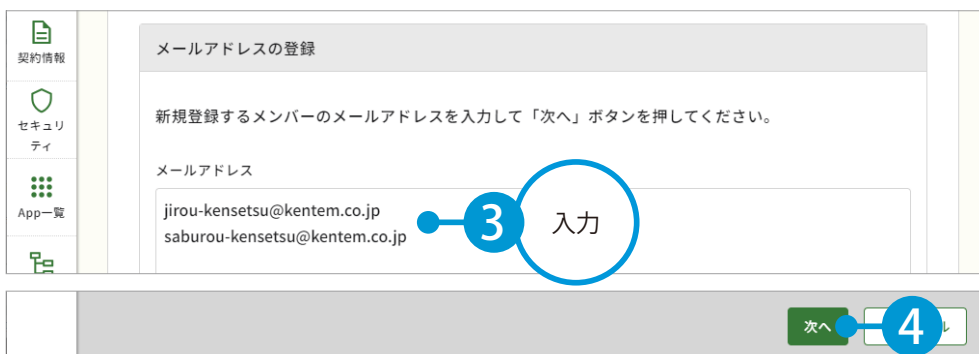 契約情報
セキュリ
ティ
App一覧
メールアドレスの登録
新規登録するメンバーのメールアドレスを入力して「次へ」ボタンを押してください。
メールアドレス
jirou-kensetsu@kentem.co.jp
saburou-kensetsu@kentem.co.jp
3
入力
次へ
4
ル